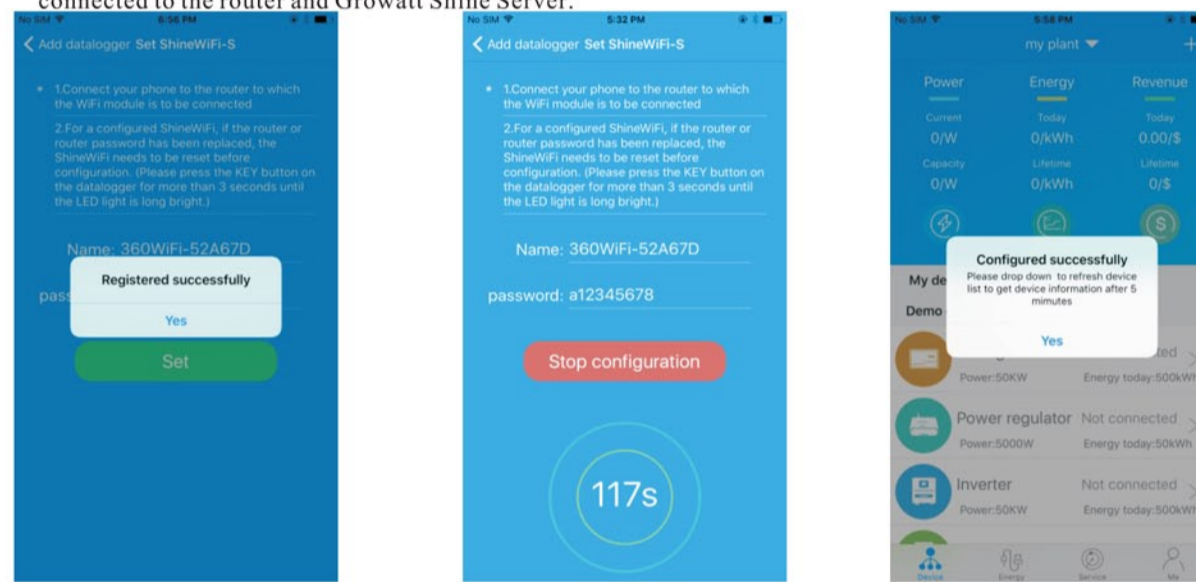 connected to the router and Growatt Shine Server.
No SIM 6:56 PM
Add datalogger Set ShineWiFi-S
1.Connect your phone to the router to which
the WiFi module is to be connected
2.For a configured ShineWiFi, if the router or
router password has been replaced, the
ShineWiFi needs to be reset before
configuration. (Please press the KEY button on
the datalogger for more than 3 seconds until
the LED light is long bright.)
Name: 360WiFi-52A67D
pass
Registered successfully
Yes
Set
No SIM 5:32 PM
Add datalogger Set ShineWiFi-S
1.Connect your phone to the router to which
the WiFi module is to be connected
2.For a configured ShineWiFi, if the router or
router password has been replaced, the
ShineWiFi needs to be reset before
configuration. (Please press the KEY button on
the datalogger for more than 3 seconds until
the LED light is long bright.)
Name: 360WiFi-52A67D
password: a12345678
Stop configuration
117s
No SIM 5:58 PM
my plant +
Power Energy Revenue
Current Today Today
0/W 0/kWh 0.00/$
Capacity Lifetime Lifetime
0/W 0/kWh 0/$
$
Configured successfully
Please drop down to refresh device
list to get device information after 5
mimutes
Yes
My de
Demo
ted
Power:50KW Energy today:500kWh
Power regulator Not connected
Power:5000W Energy today:50kWh
Inverter Not connected
Power:50KW Energy today:500kWh
Device Energy Service Me